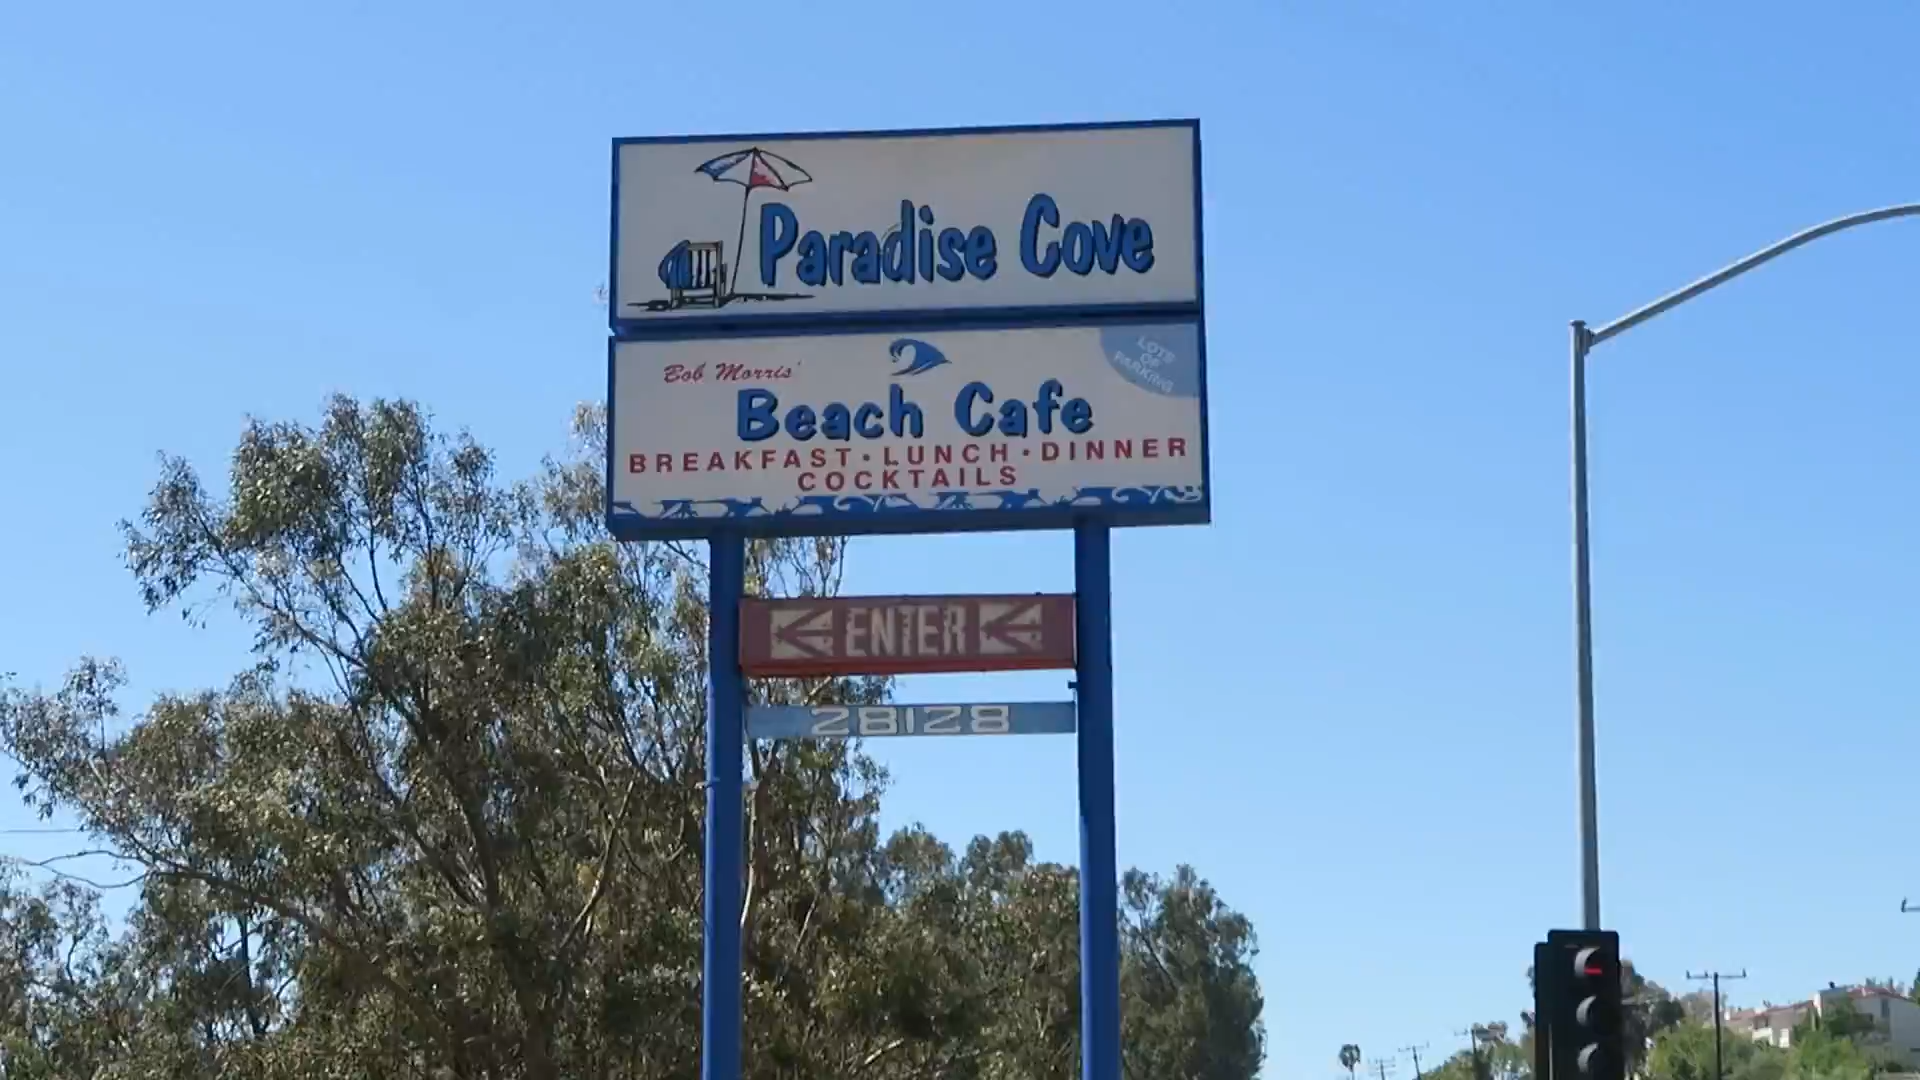 Paradise Cove
Bob Morris'
LOTS
OF
PARKING
Beach Cafe
BREAKFAST • LUNCH • DINNER
COCKTAILS
ENTER
28128